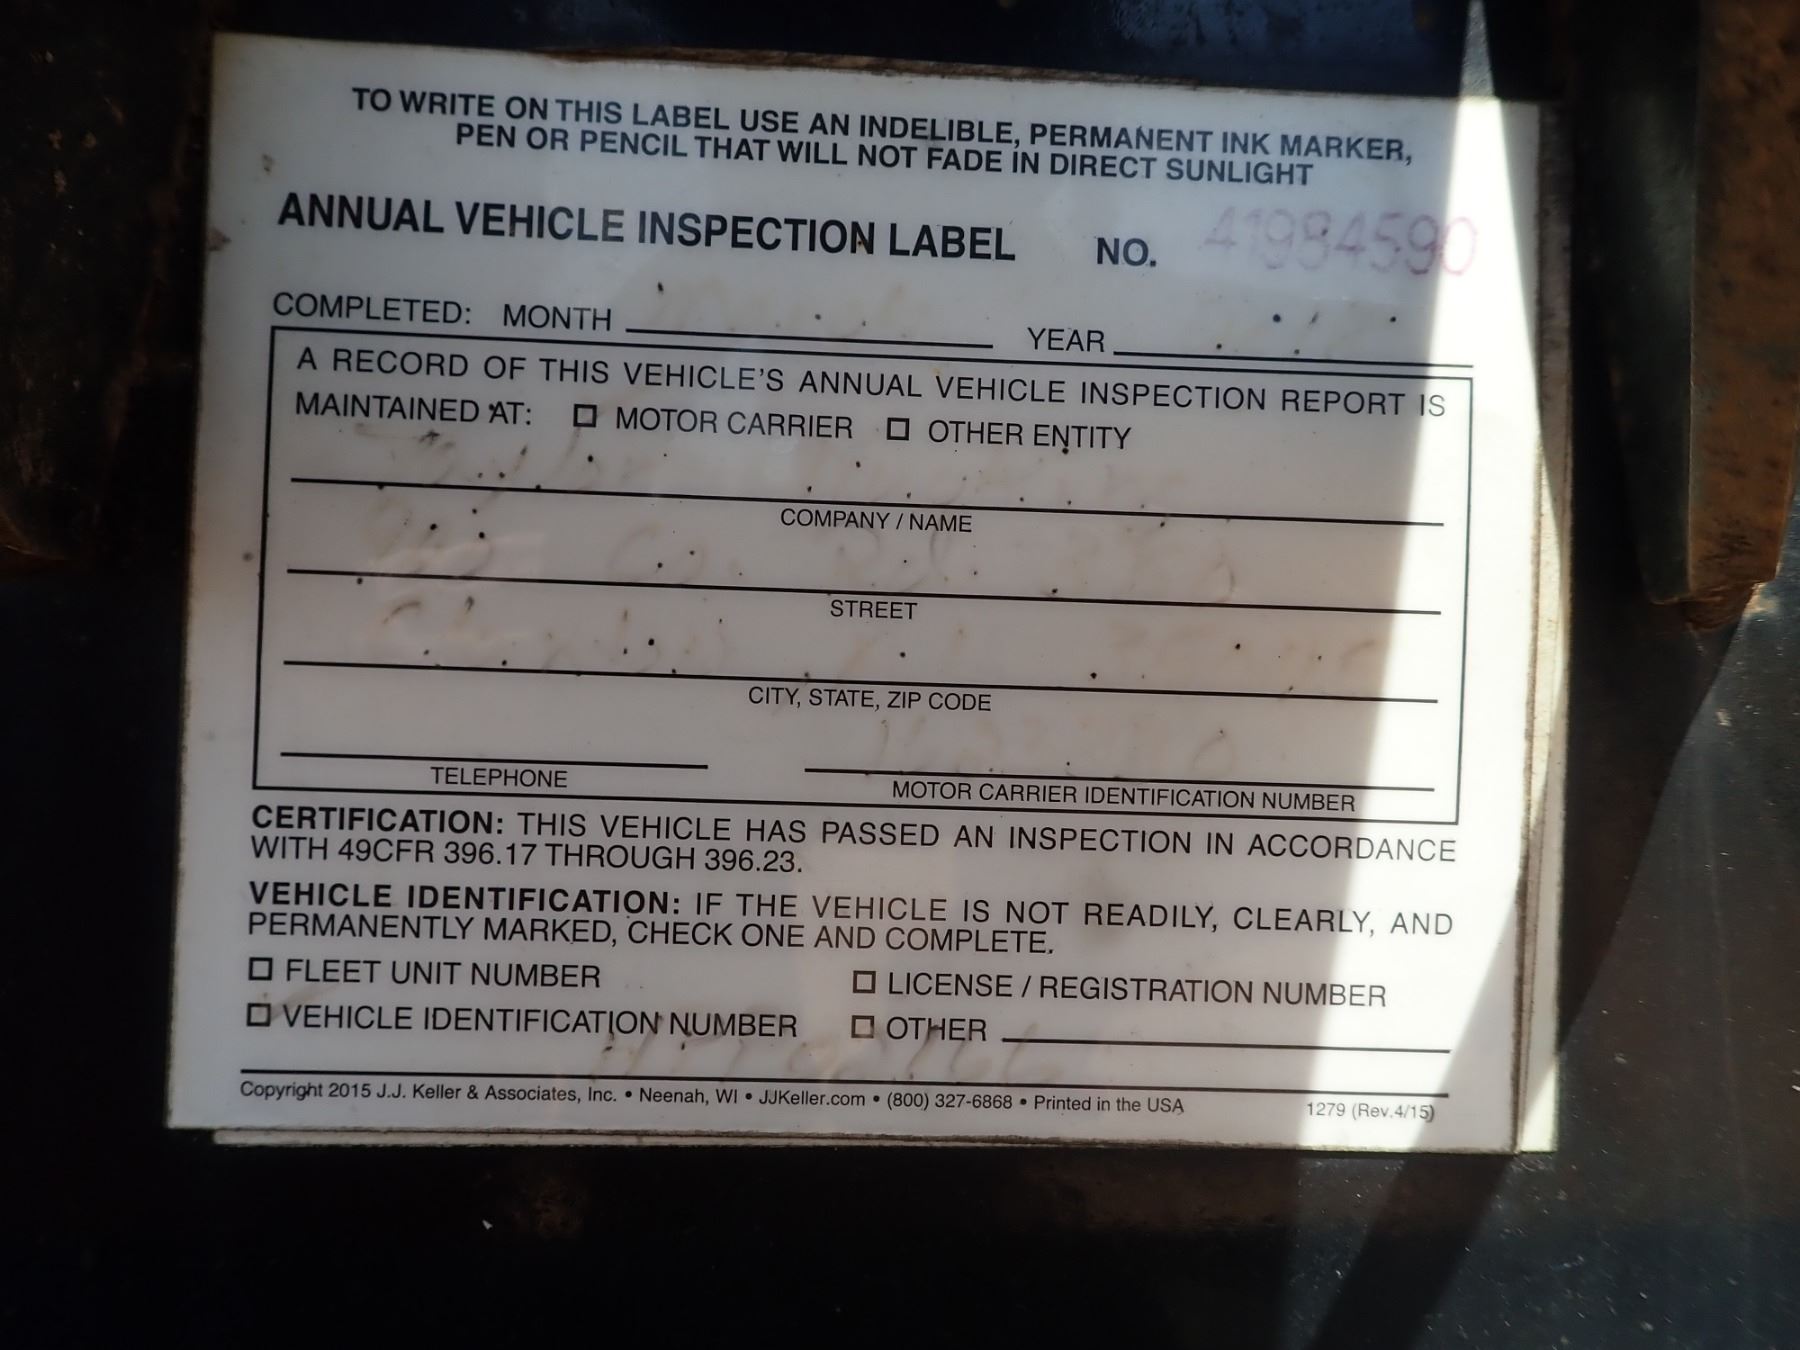 TO WRITE ON THIS LABEL USE AN INDELIBLE, PERMANENT INK MARKER,
PEN OR PENCIL THAT WILL NOT FADE IN DIRECT SUNLIGHT
ANNUAL VEHICLE INSPECTION LABEL NO. 41984590
COMPLETED: MONTH YEAR
A RECORD OF THIS VEHICLE'S ANNUAL VEHICLE INSPECTION REPORT IS
MAINTAINED AT: ☐ MOTOR CARRIER ☐ OTHER ENTITY
COMPANY / NAME
STREET
CITY, STATE, ZIP CODE
TELEPHONE MOTOR CARRIER IDENTIFICATION NUMBER
CERTIFICATION: THIS VEHICLE HAS PASSED AN INSPECTION IN ACCORDANCE
WITH 49CFR 396.17 THROUGH 396.23.
VEHICLE IDENTIFICATION: IF THE VEHICLE IS NOT READILY, CLEARLY, AND
PERMANENTLY MARKED, CHECK ONE AND COMPLETE.
☐ FLEET UNIT NUMBER ☐ LICENSE / REGISTRATION NUMBER
☐ VEHICLE IDENTIFICATION NUMBER ☐ OTHER
Copyright 2015 J.J. Keller & Associates, Inc. • Neenah, WI • JJKeller.com • (800) 327-6868 • Printed in the USA 1279 (Rev.4/15)